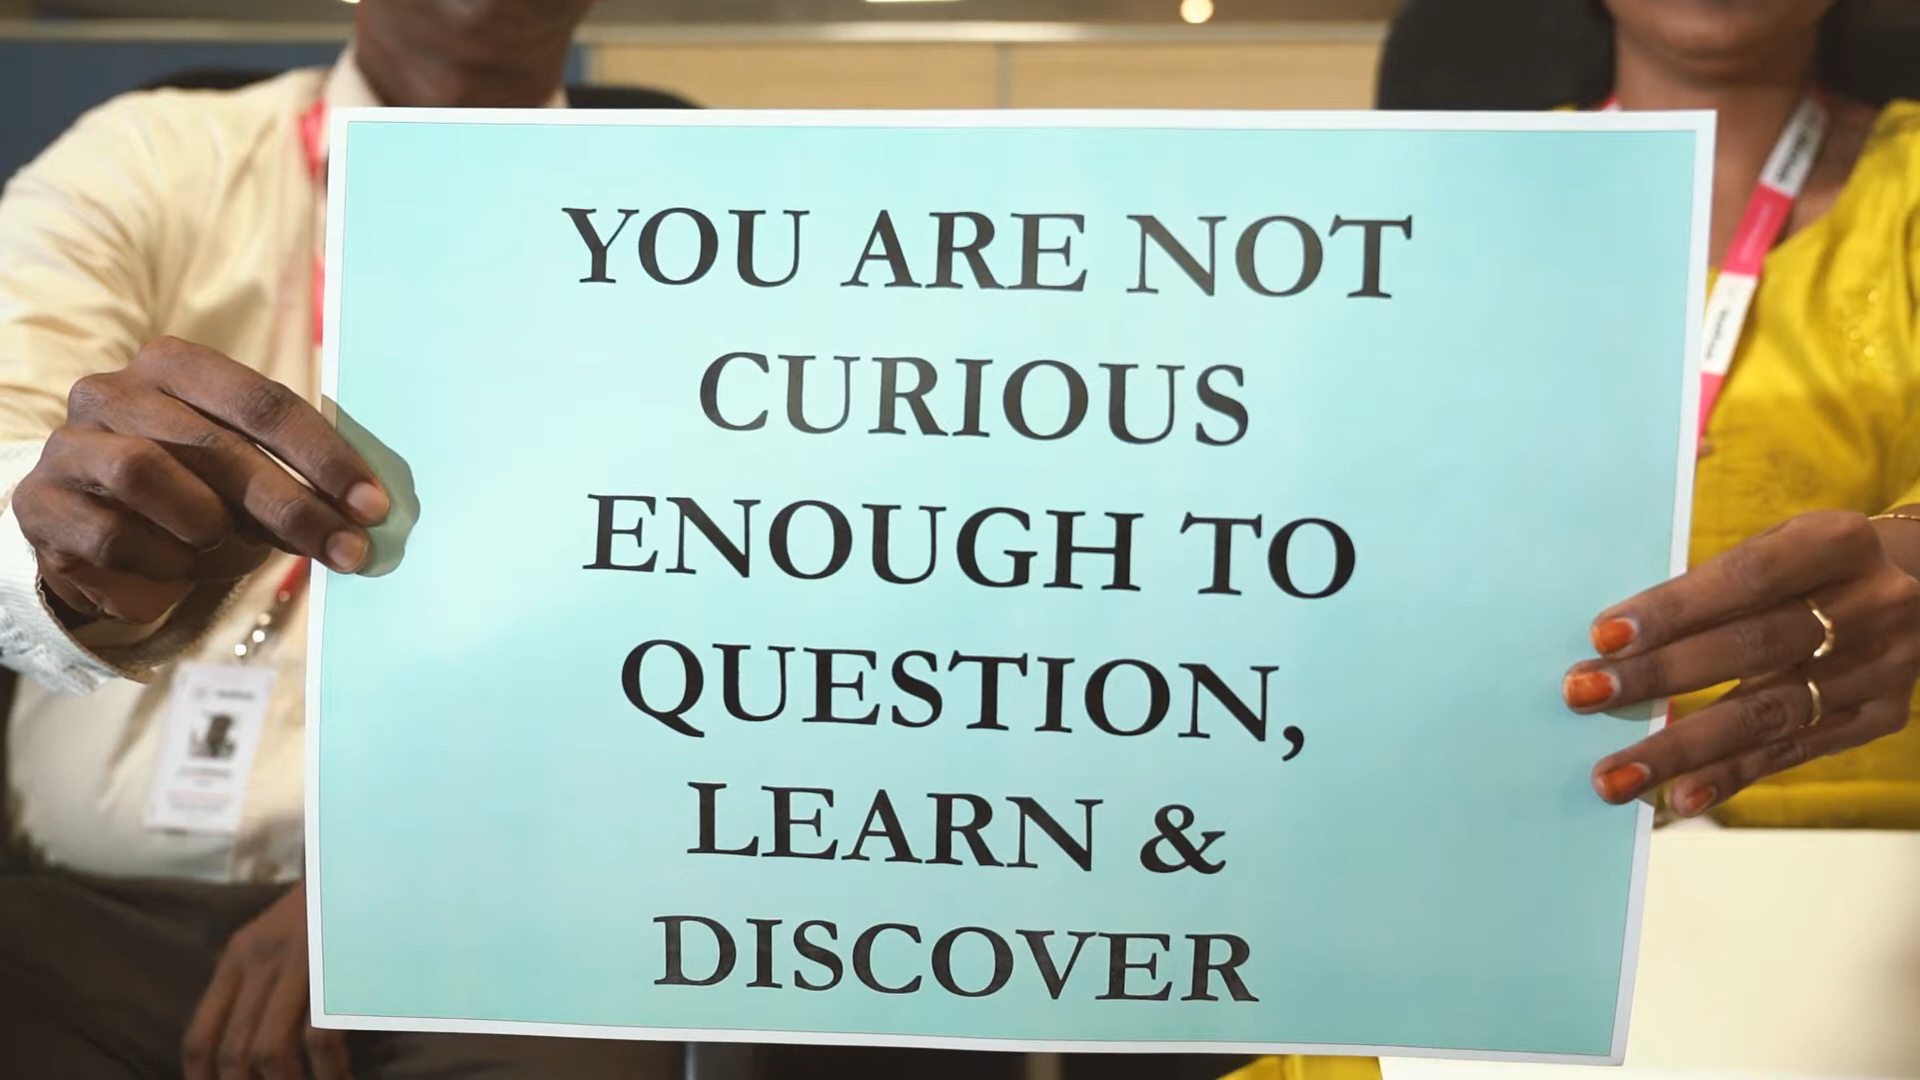 YOU ARE NOT
CURIOUS
ENOUGH TO
QUESTION,
LEARN &
DISCOVER